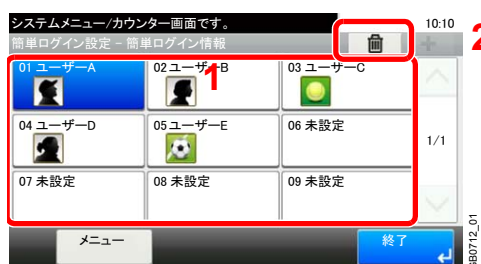 システムメニュー/カウンター画面です。 10:10
簡単ログイン設定 - 簡単ログイン情報
2
1
01 ユーザーA 02 ユーザーB 03 ユーザーC
04 ユーザーD 05 ユーザーE 06 未設定
1/1
07 未設定 08 未設定 09 未設定
メニュー 終了